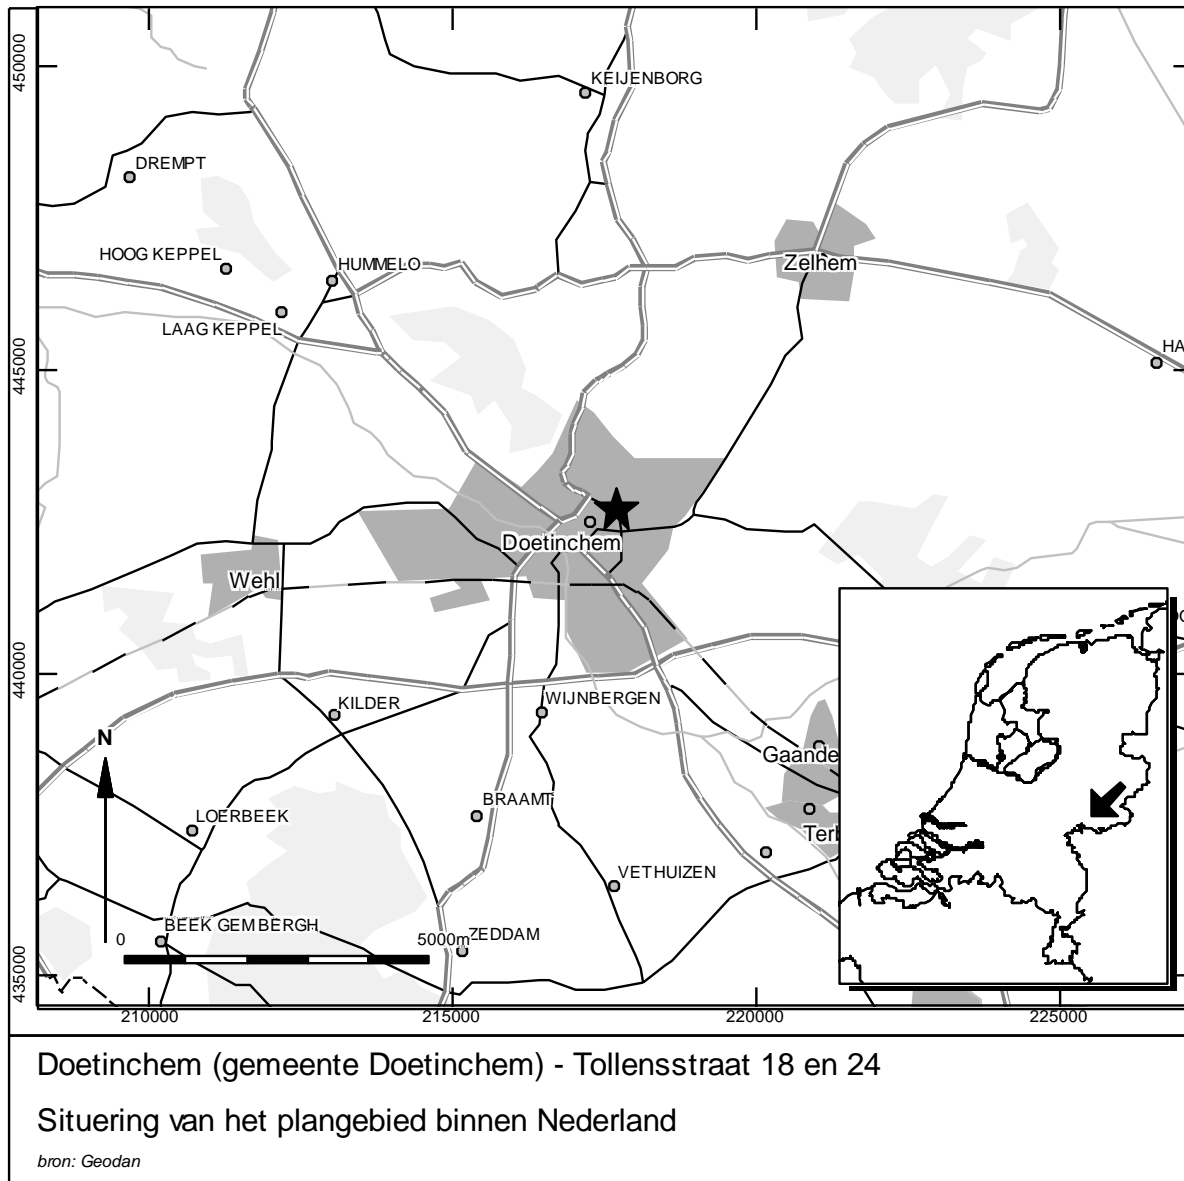 450000
KEIJENBORG
DREMPT
HOOG KEPPEL
HUMMELO
Zelhem
LAAG KEPPEL
445000
Doetinchem
Wehl
440000
KILDER
WIJNBERGEN
N
BRAAMT
LOERBEEK
VETHUIZEN
BEEK GEM BERGH
ZEDDAM
0 5000m
435000
210000 215000 220000 225000
Doetinchem (gemeente Doetinchem) - Tollensstraat 18 en 24
Situering van het plangebied binnen Nederland
bron: Geodan